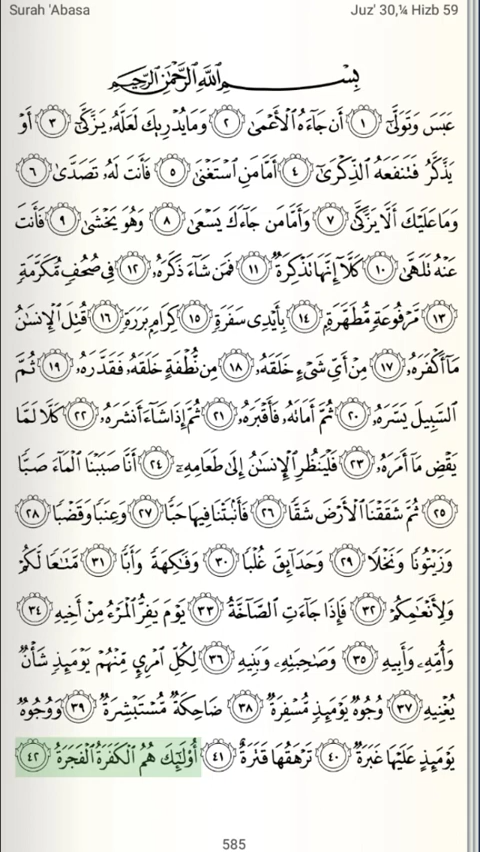 Surah 'Abasa Juz' 30,¼ Hizb 59
بِسْمِ ٱللَّهِ ٱلرَّحْمَٰنِ ٱلرَّحِيمِ
عَبَسَ وَتَوَلَّىٰٓ ١ أَن جَآءَهُ ٱلْأَعْمَىٰ ٢ وَمَا يُدْرِيكَ لَعَلَّهُۥ يَزَّكَّىٰٓ ٣ أَوْ
يَذَّكَّرُ فَتَنفَعَهُ ٱلذِّكْرَىٰٓ ٤ أَمَّا مَنِ ٱسْتَغْنَىٰ ٥ فَأَنتَ لَهُۥ تَصَدَّىٰ ٦
وَمَا عَلَيْكَ أَلَّا يَزَّكَّىٰ ٧ وَأَمَّا مَن جَآءَكَ يَسْعَىٰ ٨ وَهُوَ يَخْشَىٰ ٩ فَأَنتَ
عَنْهُ تَلَهَّىٰ ١٠ كَلَّآ إِنَّهَا تَذْكِرَةٌ ١١ فَمَن شَآءَ ذَكَرَهُۥ ١٢ فِى صُحُفٍ مُّكَرَّمَةٍ
١٣ مَّرْفُوعَةٍ مُّطَهَّرَةٍۭ ١٤ بِأَيْدِى سَفَرَةٍ ١٥ كِرَامٍۭ بَرَرَةٍ ١٦ قُتِلَ ٱلْإِنسَٰنُ
مَآ أَكْفَرَهُۥ ١٧ مِنْ أَىِّ شَىْءٍ خَلَقَهُۥ ١٨ مِن نُّطْفَةٍ خَلَقَهُۥ فَقَدَّرَهُۥ ١٩ ثُمَّ
ٱلسَّبِيلَ يَسَّرَهُۥ ٢٠ ثُمَّ أَمَاتَهُۥ فَأَقْبَرَهُۥ ٢١ ثُمَّ إِذَا شَآءَ أَنشَرَهُۥ ٢٢ كَلَّا لَمَّا
يَقْضِ مَآ أَمَرَهُۥ ٢٣ فَلْيَنظُرِ ٱلْإِنسَٰنُ إِلَىٰ طَعَامِهِۦٓ ٢٤ أَنَّا صَبَبْنَا ٱلْمَآءَ صَبًّا
٢٥ ثُمَّ شَقَقْنَا ٱلْأَرْضَ شَقًّا ٢٦ فَأَنۢبَتْنَا فِيهَا حَبًّا ٢٧ وَعِنَبًا وَقَضْبًا ٢٨
وَزَيْتُونًا وَنَخْلًا ٢٩ وَحَدَآئِقَ غُلْبًا ٣٠ وَفَٰكِهَةً وَأَبًّا ٣١ مَّتَٰعًا لَّكُمْ
وَلِأَنْعَٰمِكُمْ ٣٢ فَإِذَا جَآءَتِ ٱلصَّآخَّةُ ٣٣ يَوْمَ يَفِرُّ ٱلْمَرْءُ مِنْ أَخِيهِ ٣٤
وَأُمِّهِۦ وَأَبِيهِ ٣٥ وَصَٰحِبَتِهِۦ وَبَنِيهِ ٣٦ لِكُلِّ ٱمْرِئٍ مِّنْهُمْ يَوْمَئِذٍ شَأْنٌ
يُغْنِيهِ ٣٧ وُجُوهٌ يَوْمَئِذٍ مُّسْفِرَةٌ ٣٨ ضَاحِكَةٌ مُّسْتَبْشِرَةٌ ٣٩ وَوُجُوهٌ
يَوْمَئِذٍ عَلَيْهَا غَبَرَةٌ ٤٠ تَرْهَقُهَا قَتَرَةٌ ٤١ أُو۟لَٰٓئِكَ هُمُ ٱلْكَفَرَةُ ٱلْفَجَرَةُ ٤٢
585